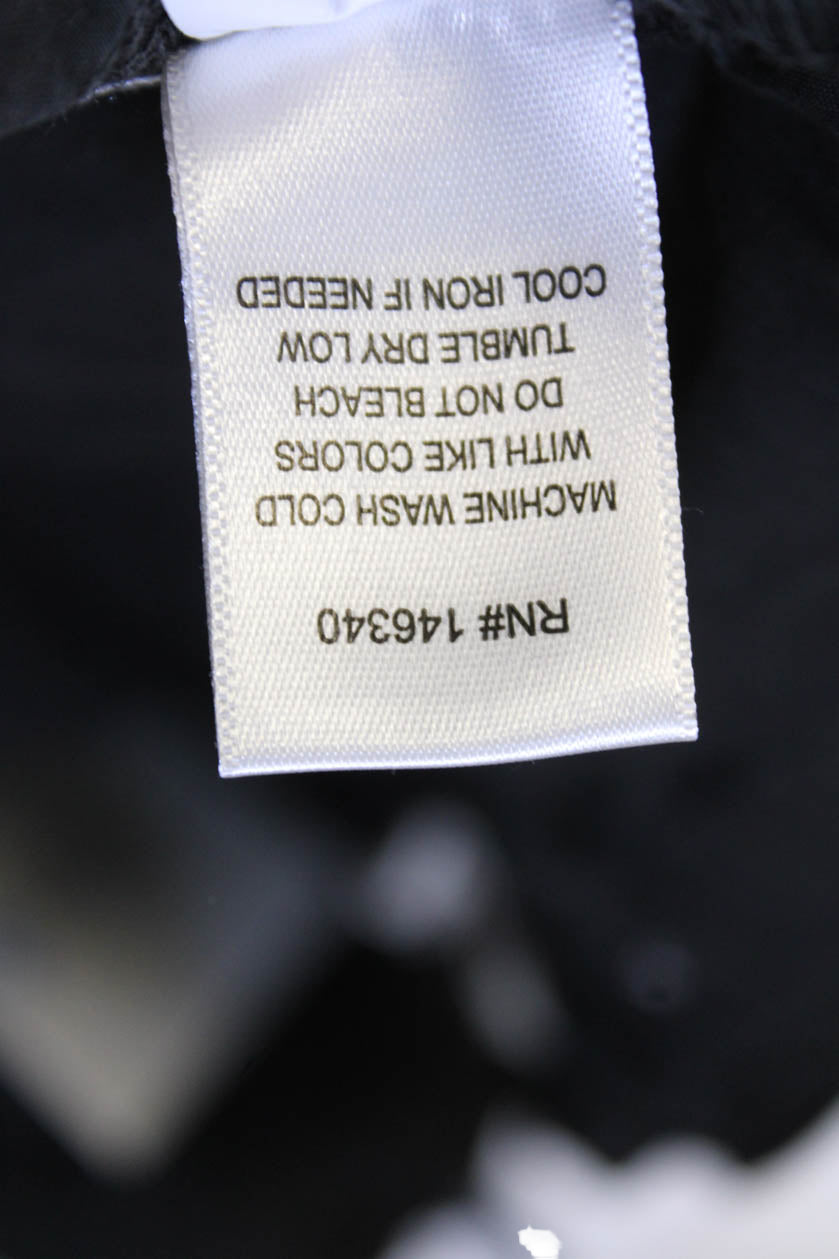 RN# 146340
MACHINE WASH COLD
WITH LIKE COLORS
DO NOT BLEACH
TUMBLE DRY LOW
COOL IRON IF NEEDED